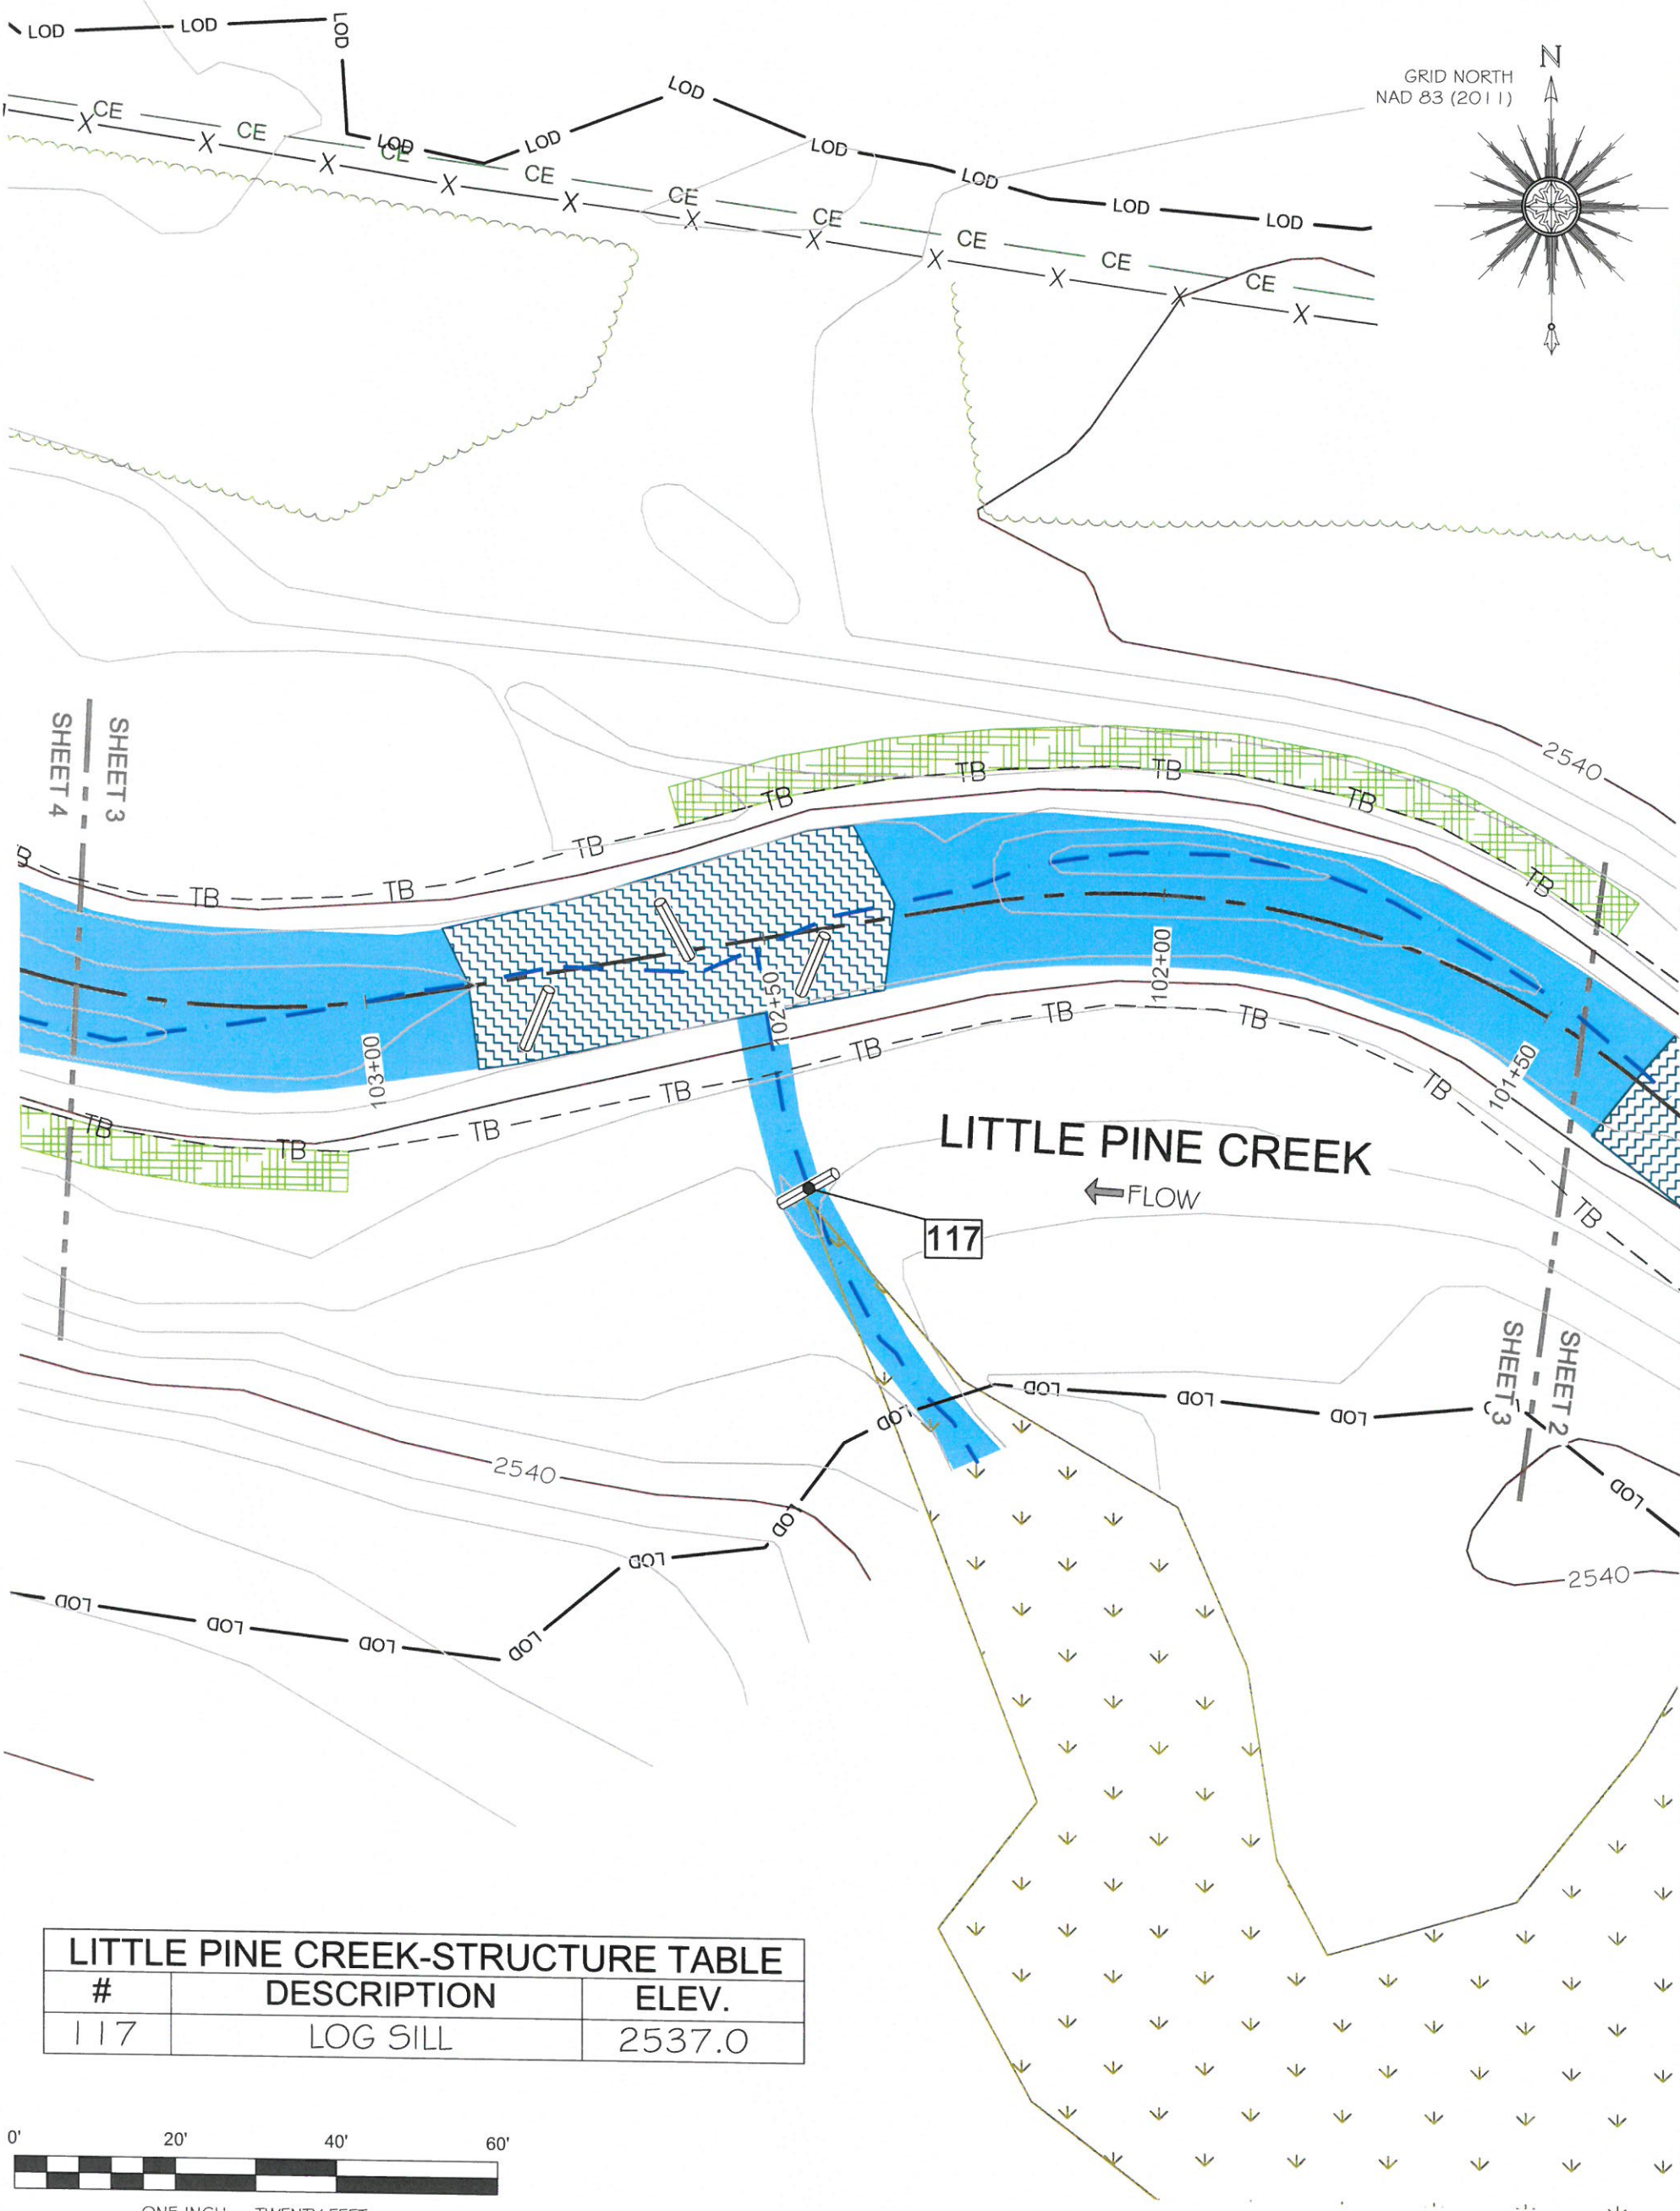 LOD LOD LOD
LOD
N
GRID NORTH
NAD 83 (2011)
CE CE CE CE CE CE CE CE CE
X X X X X X X X X X X
LOD LOD LOD LOD LOD LOD
2540
SHEET 4
SHEET 3
TB TB TB TB TB TB TB TB
102+00
102+50
103+00
101+50
TB TB TB TB TB TB TB TB
TB TB
LITTLE PINE CREEK
FLOW
117
SHEET 3
SHEET 2
LOD LOD LOD LOD
LOD
2540
LOD
LOD
2540
LOD LOD LOD LOD
LITTLE PINE CREEK-STRUCTURE TABLE
# DESCRIPTION ELEV.
117 LOG SILL 2537.0
0' 20' 40' 60'